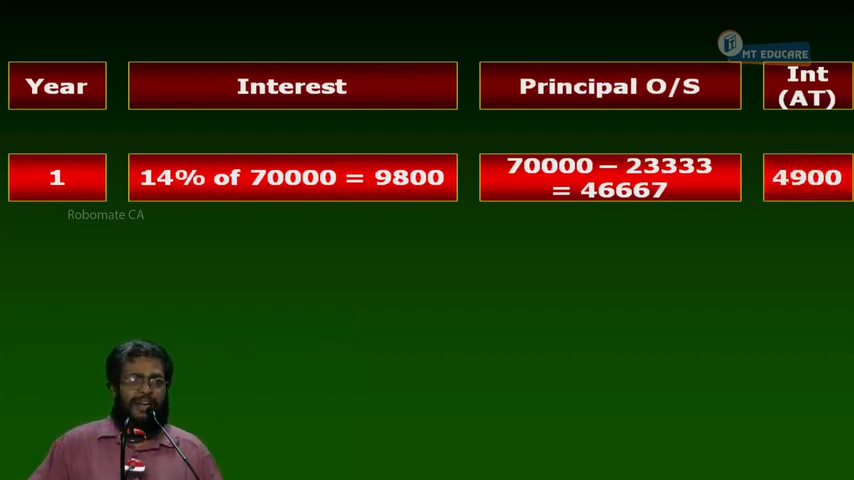 MT EDUCARE
Year
Interest
Principal O/S
Int
(AT)
1
14% of 70000 = 9800
70000 – 23333
= 46667
4900
Robomate CA